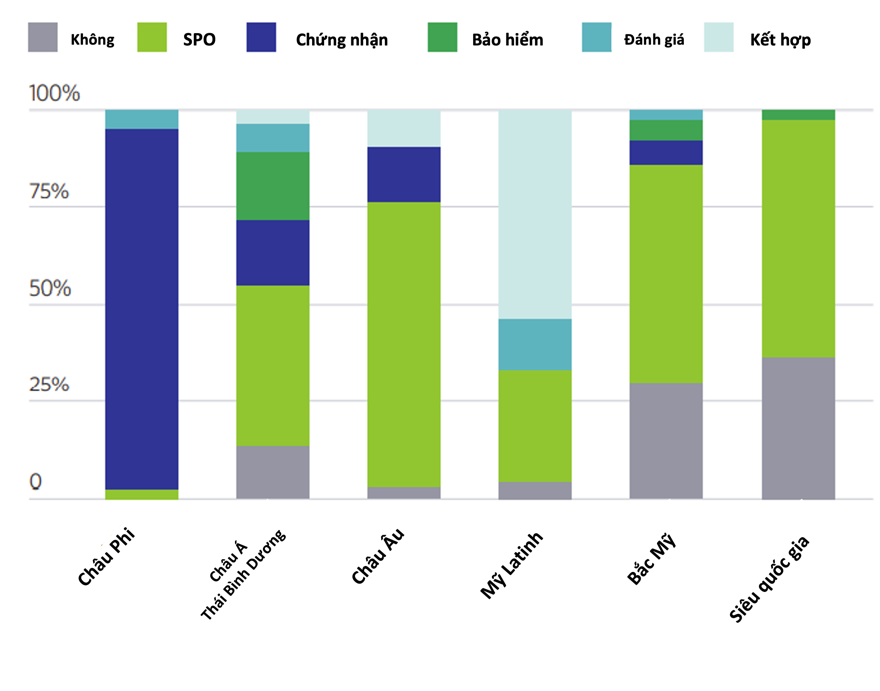 Không SPO Chứng nhận Bảo hiểm Đánh giá Kết hợp
100%
75%
50%
25%
0
Châu Phi
Châu Á
Thái Bình Dương
Châu Âu
Mỹ Latinh
Bắc Mỹ
Siêu quốc gia